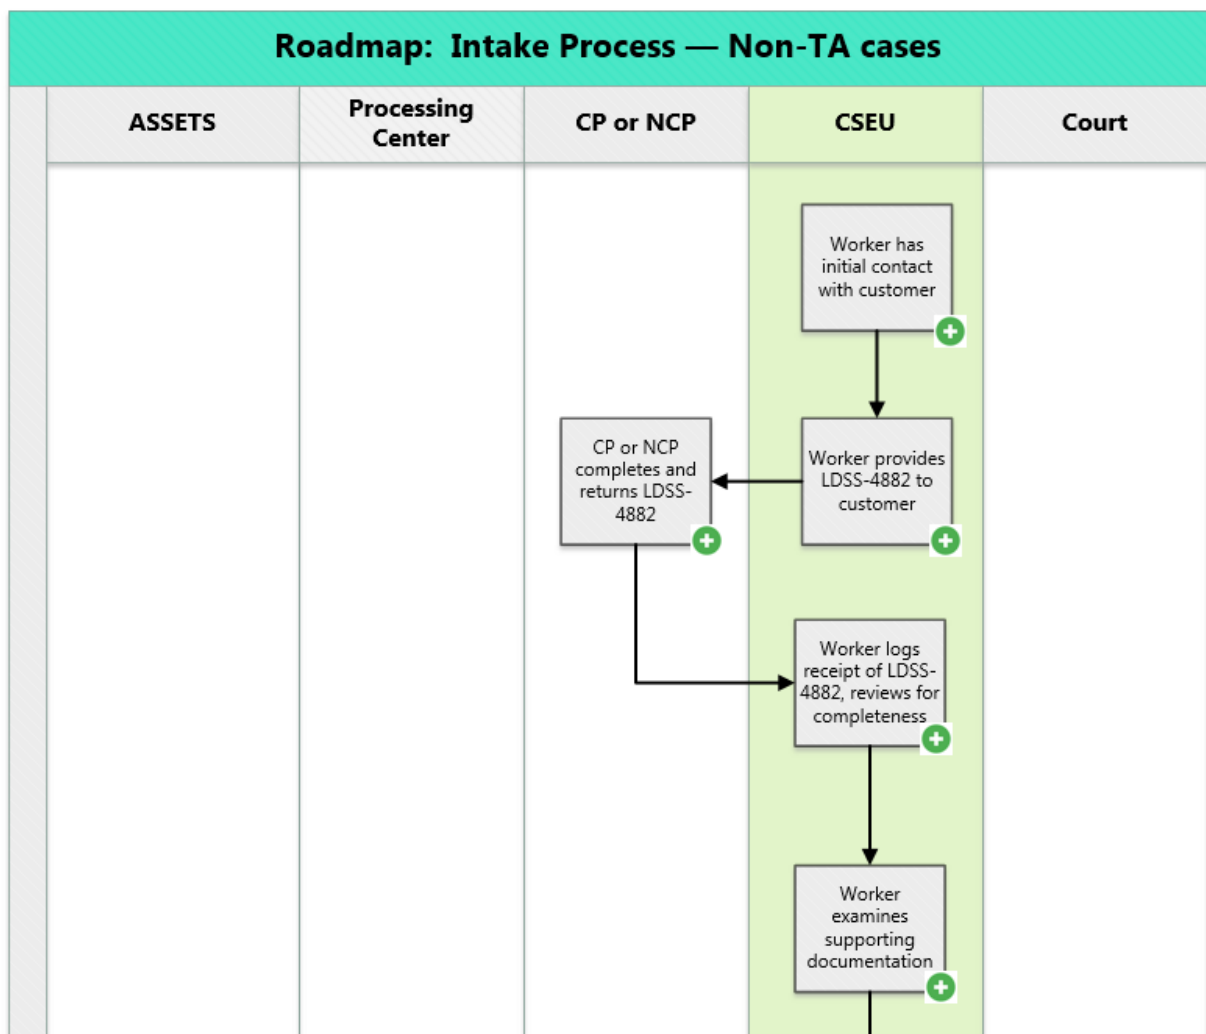 Roadmap:  Intake Process — Non-TA cases
ASSETS
Processing
Center
CP or NCP
CSEU
Court
Worker has
initial contact
with customer
Worker provides
LDSS-4882 to
customer
CP or NCP
completes and
returns LDSS-
4882
Worker logs
receipt of LDSS-
4882, reviews for
completeness
Worker
examines
supporting
documentation